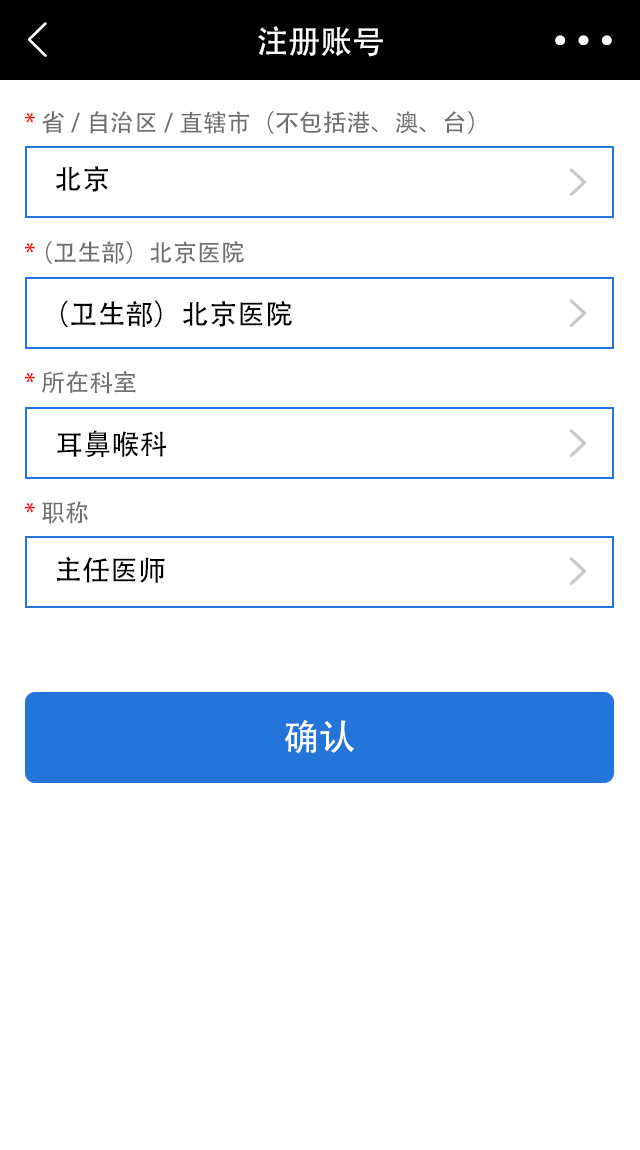 注册账号
* 省 / 自治区 / 直辖市（不包括港、澳、台）
北京
*（卫生部）北京医院
（卫生部）北京医院
* 所在科室
耳鼻喉科
* 职称
主任医师
确认